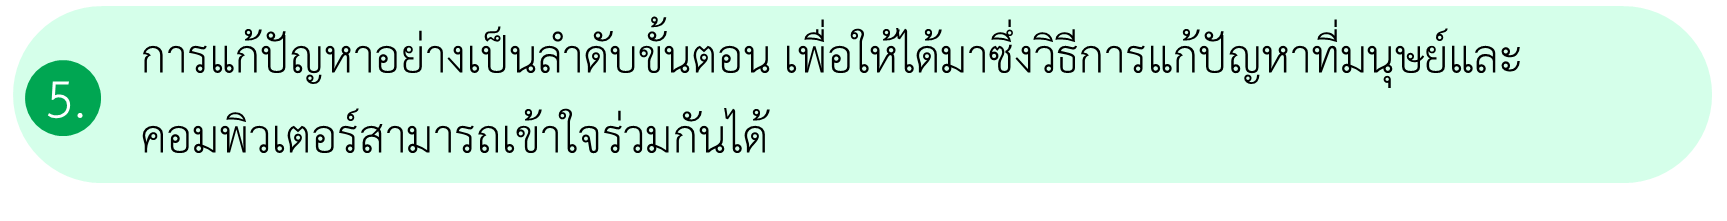 5. การแก้ปัญหาอย่างเป็นลำดับขั้นตอน เพื่อให้ได้มาซึ่งวิธีการแก้ปัญหาที่มนุษย์และ
คอมพิวเตอร์สามารถเข้าใจร่วมกันได้